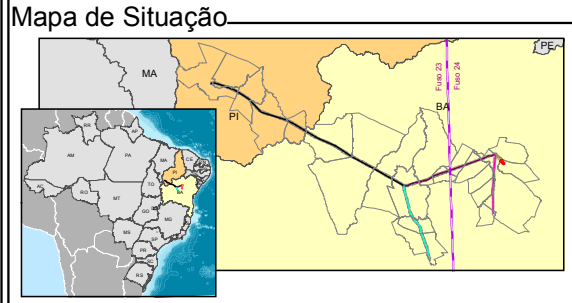 Mapa de Situação
PE
MA
Fuso 23
Fuso 24
PI
BA
RR
AP
AM
PA
MA
CE
PI
AC
RO
TO
BA
MT
GO
MG
MS
SP
PR
SC
RS